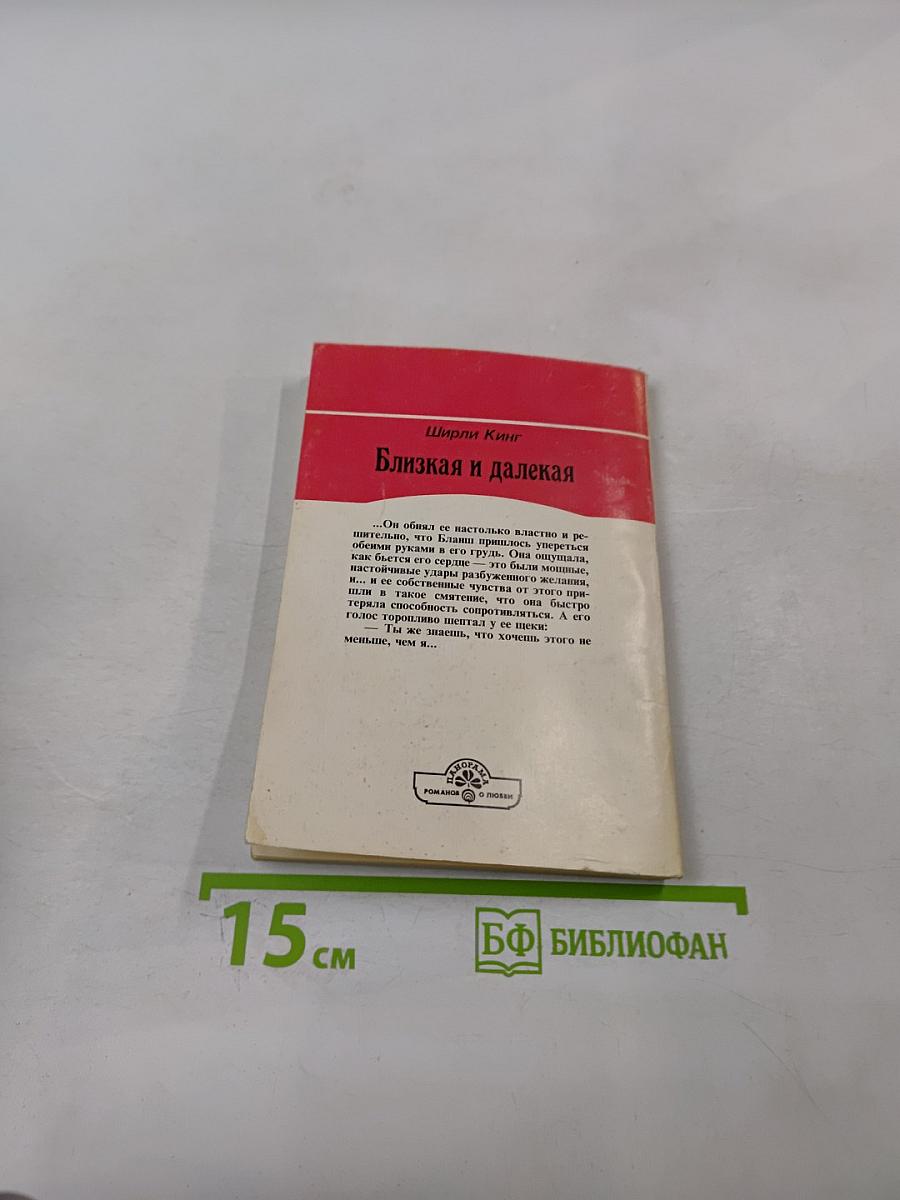 Ширли Кинг
Близкая и далекая
...Он обнял ее настолько властно и ре-
шительно, что Бланш пришлось упереться
обеими руками в его грудь. Она ощущала,
как бьется его сердце — это были мощные,
настойчивые удары разбуженного желания,
и... и ее собственные чувства от этого при-
шли в такое смятение, что она быстро
теряла способность сопротивляться. А его
голос торопливо шептал у ее щеки:
— Ты же знаешь, что хочешь этого не
меньше, чем я...
ПАНОРАМА
РОМАНОВ О ЛЮБВИ
15 см
БФ БИБЛИОФАН